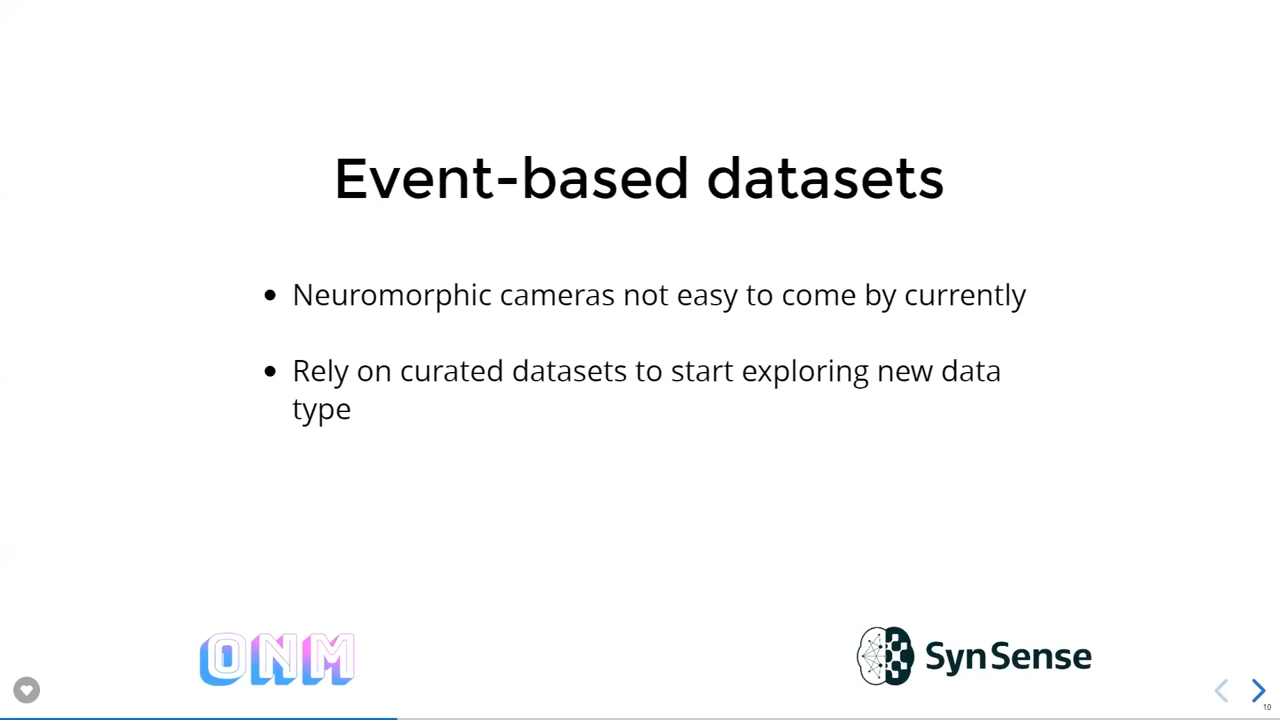 Event-based datasets
• Neuromorphic cameras not easy to come by currently
• Rely on curated datasets to start exploring new data
type
ONM
SynSense
10